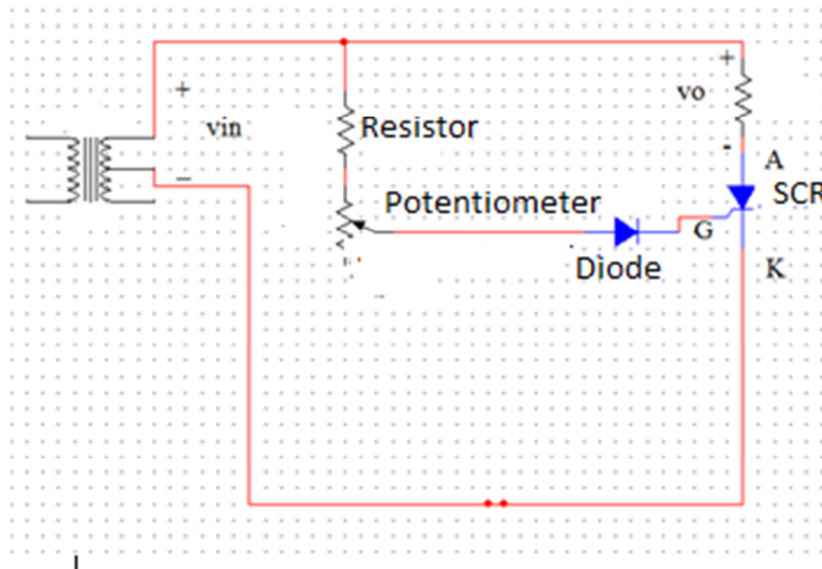 +
vin
−
Resistor
Potentiometer
Diode
+
vo
-
A
SCR
G
K